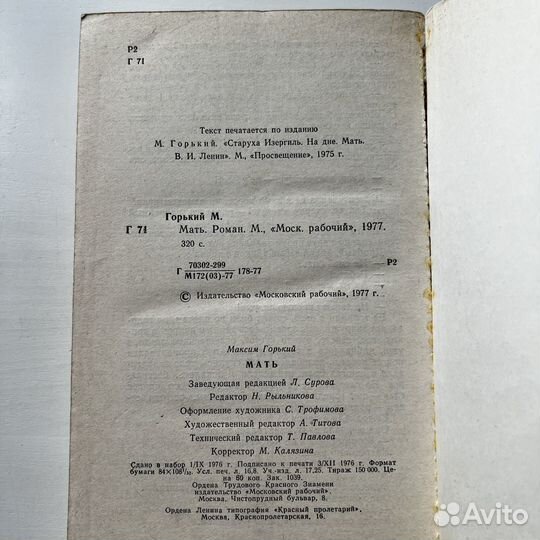 Р2
Г 71
Текст печатается по изданию
М. Горький. «Старуха Изергиль. На дне. Мать.
В. И. Ленин». М., «Просвещение», 1975 г.
Горький М.
Г 71 Мать. Роман. М., «Моск. рабочий», 1977.
320 с.
Г 70302-299 / М172(03)-77 178-77 Р2
© Издательство «Московский рабочий», 1977 г.
Максим Горький
МАТЬ
Заведующая редакцией Л. Сурова
Редактор Н. Рыльникова
Оформление художника С. Трофимова
Художественный редактор А. Титова
Технический редактор Т. Павлова
Корректор М. Калязина
Сдано в набор 1/IX 1976 г. Подписано к печати 3/XII 1976 г. Формат
бумаги 84×108¹/₃₂. Усл. печ. л. 16,8. Уч.-изд. л. 17,25. Тираж 150 000. Це-
на 60 коп. Зак. 1039.
Ордена Трудового Красного Знамени
издательство «Московский рабочий»,
Москва, Чистопрудный бульвар, 8.
Ордена Ленина типография «Красный пролетарий»,
Москва, Краснопролетарская, 16.
Avito